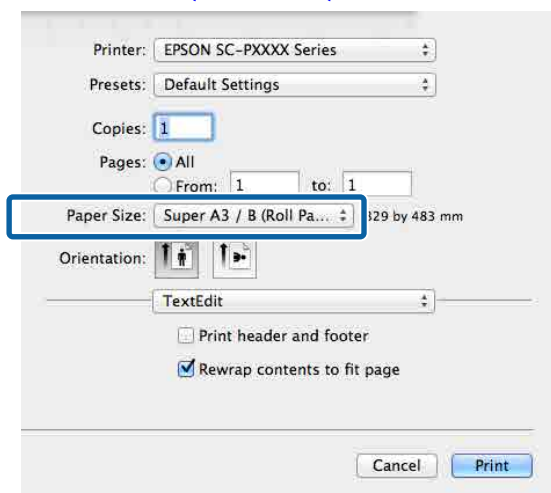 Printer: EPSON SC-PXXXX Series
Presets: Default Settings
Copies: 1
Pages: All
From: 1 to: 1
Paper Size: Super A3 / B (Roll Pa... 329 by 483 mm
Orientation:
TextEdit
Print header and footer
Rewrap contents to fit page
Cancel Print